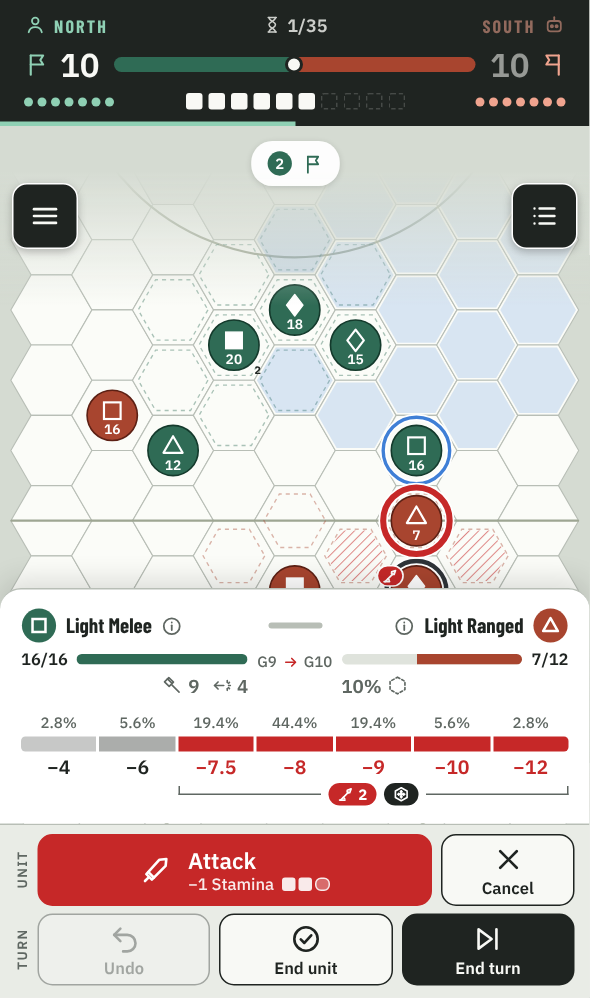 NORTH
1/35
SOUTH
10
10
2
18
20
2
15
16
12
16
7
Light Melee
Light Ranged
16/16
G9 → G10
7/12
9
4
10%
2.8%
5.6%
19.4%
44.4%
19.4%
5.6%
2.8%
−4
−6
−7.5
−8
−9
−10
−12
2
UNIT
Attack
−1 Stamina
Cancel
TURN
Undo
End unit
End turn